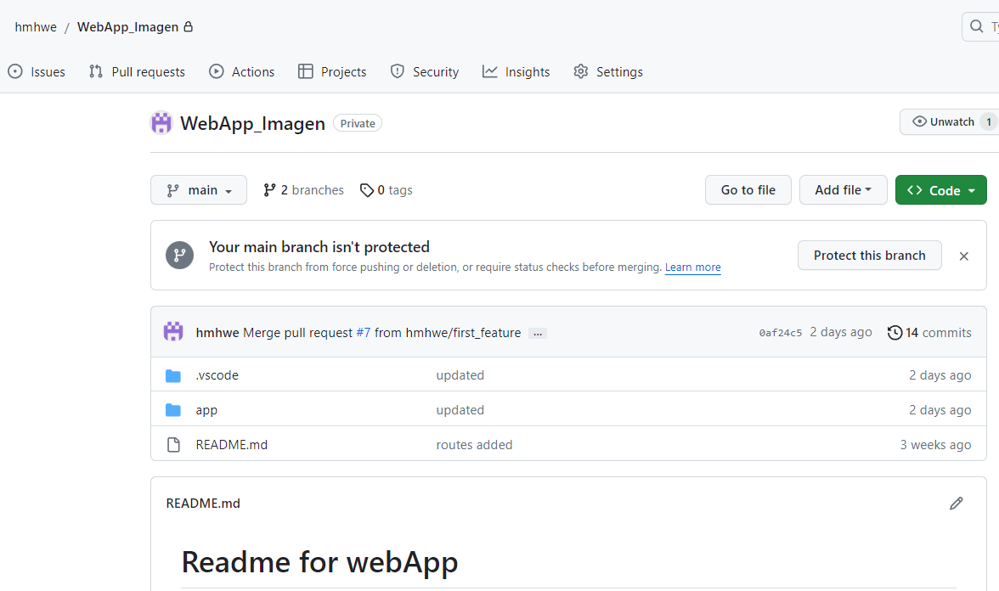 hmhwe / WebApp_Imagen
Issues Pull requests Actions Projects Security Insights Settings
WebApp_Imagen Private
Unwatch 1
main 2 branches 0 tags Go to file Add file <> Code
Your main branch isn't protected
Protect this branch from force pushing or deletion, or require status checks before merging. Learn more
Protect this branch
hmhwe Merge pull request #7 from hmhwe/first_feature ... 0af24c5 2 days ago 14 commits
.vscode updated 2 days ago
app updated 2 days ago
README.md routes added 3 weeks ago
README.md
Readme for webApp